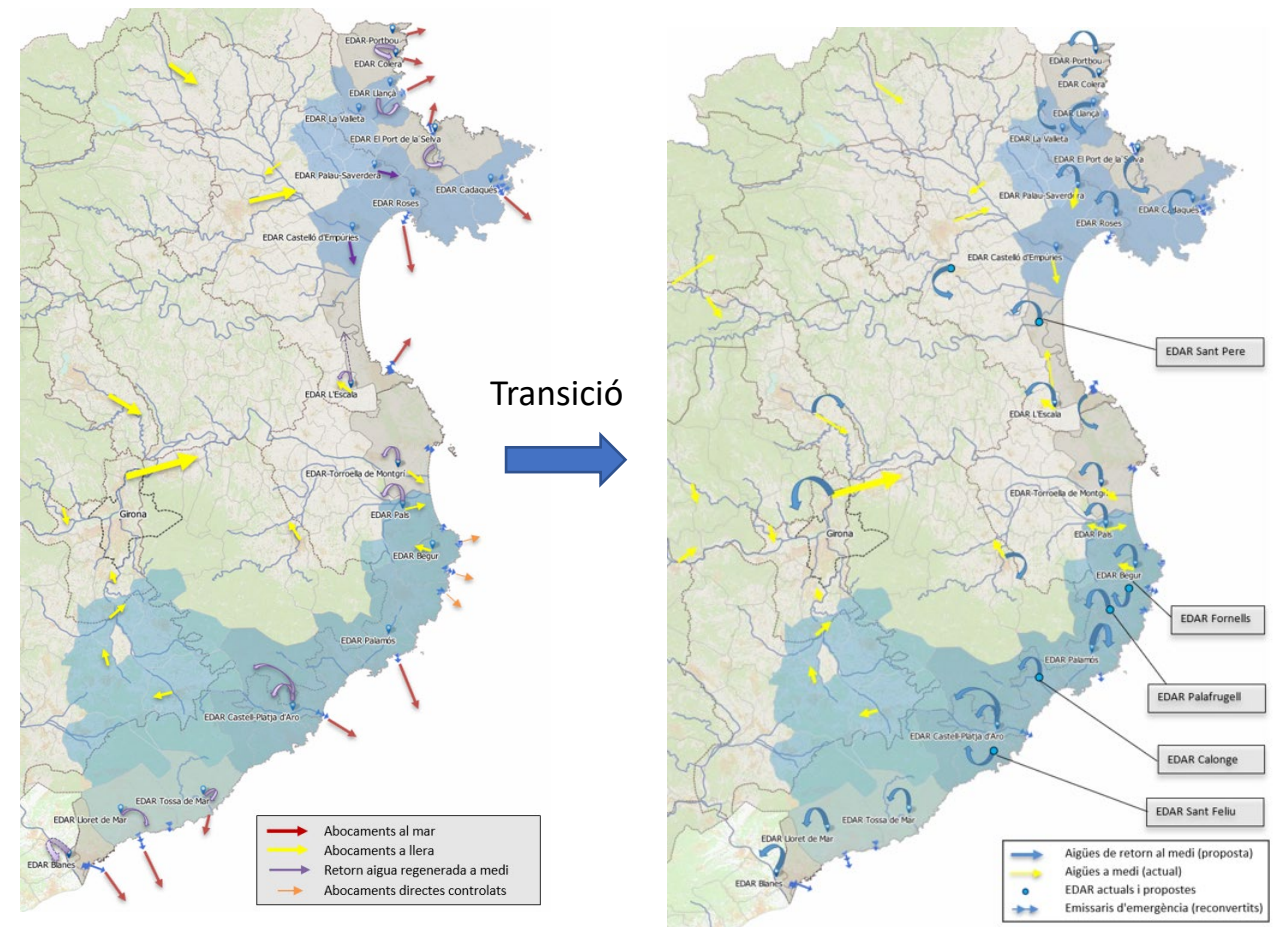 EDAR-Portbou
EDAR Colera
EDAR Llançà
EDAR La Valleta
EDAR El Port de la Selva
EDAR Palau-Saverdera
EDAR Cadaqués
EDAR Roses
EDAR Castelló d'Empuries
EDAR L'Escala
EDAR-Torroella de Montgrí
EDAR Pals
Girona
EDAR Begur
EDAR Palamós
EDAR Castell-Platja d'Aro
EDAR Tossa de Mar
EDAR Lloret de Mar
EDAR Blanes
Abocaments al mar
Abocaments a llera
Retorn aigua regenerada a medi
Abocaments directes controlats
Transició
EDAR-Portbou
EDAR Colera
EDAR Llançà
EDAR La Valleta
EDAR El Port de la Selva
EDAR Palau-Saverdera
EDAR Cadaqués
EDAR Roses
EDAR Castelló d'Empuries
EDAR Sant Pere
EDAR L'Escala
EDAR-Torroella de Montgrí
EDAR Pals
Girona
EDAR Begur
EDAR Fornells
EDAR Palamós
EDAR Palafrugell
EDAR Castell-Platja d'Aro
EDAR Calonge
EDAR Sant Feliu
EDAR Tossa de Mar
EDAR Lloret de Mar
EDAR Blanes
Aigües de retorn al medi (proposta)
Aigües a medi (actual)
EDAR actuals i propostes
Emissaris d'emergència (reconvertits)